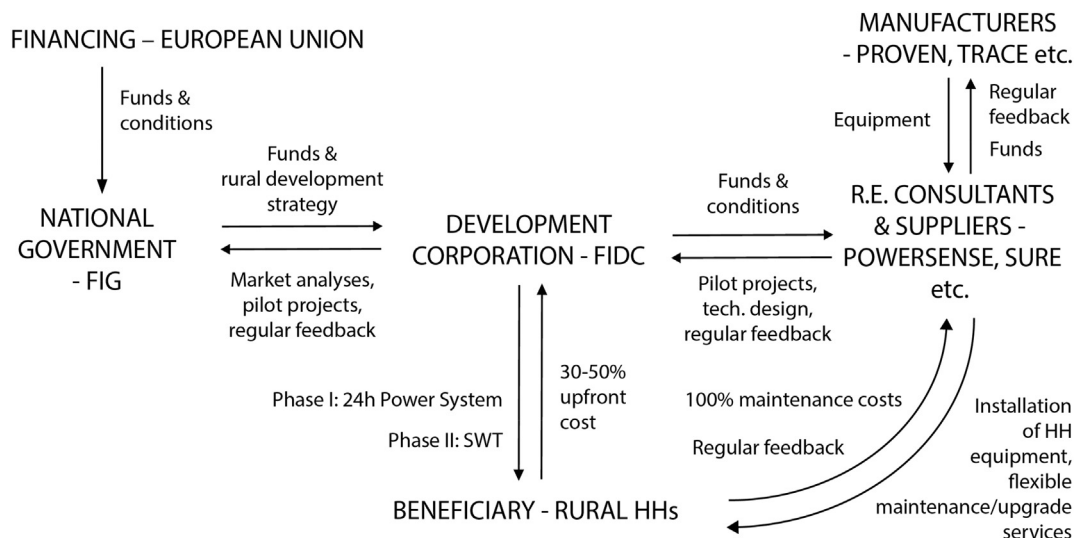 FINANCING – EUROPEAN UNION
Funds &
conditions
NATIONAL
GOVERNMENT
- FIG
Funds &
rural development
strategy
Market analyses,
pilot projects,
regular feedback
DEVELOPMENT
CORPORATION - FIDC
Funds &
conditions
Pilot projects,
tech. design,
regular feedback
MANUFACTURERS
- PROVEN, TRACE etc.
Equipment
Regular
feedback
Funds
R.E. CONSULTANTS
& SUPPLIERS -
POWERSENSE, SURE
etc.
Phase I: 24h Power System
Phase II: SWT
30-50%
upfront
cost
100% maintenance costs
Regular feedback
Installation
of HH
equipment,
flexible
maintenance/upgrade
services
BENEFICIARY - RURAL HHs